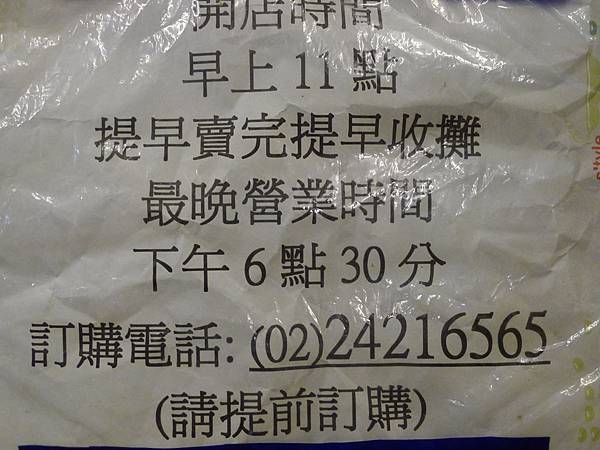 開店時間
早上 11 點
提早賣完提早收攤
最晚營業時間
下午 6 點 30 分
訂購電話: (02)24216565
(請提前訂購)
style